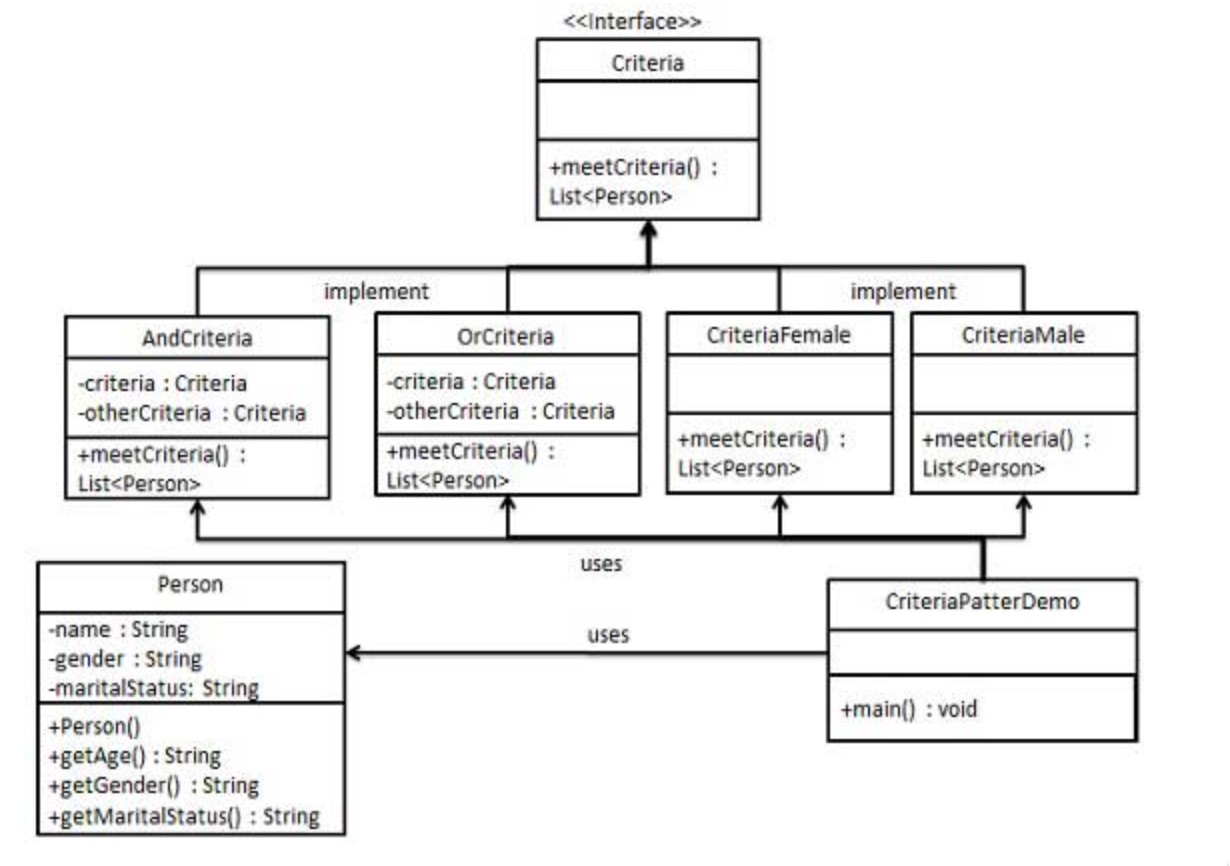 <<Interface>>
Criteria
+meetCriteria() :
List<Person>
implement
implement
AndCriteria
-criteria : Criteria
-otherCriteria : Criteria
+meetCriteria() :
List<Person>
OrCriteria
-criteria : Criteria
-otherCriteria : Criteria
+meetCriteria() :
List<Person>
CriteriaFemale
+meetCriteria() :
List<Person>
CriteriaMale
+meetCriteria() :
List<Person>
uses
Person
-name : String
-gender : String
-maritalStatus: String
+Person()
+getAge() : String
+getGender() : String
+getMaritalStatus() : String
uses
CriteriaPatterDemo
+main() : void